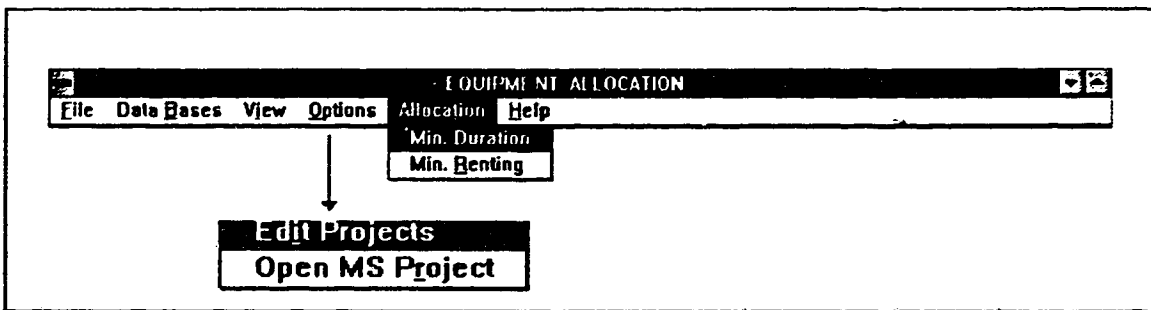 EQUIPMENT ALLOCATION
File Data Bases View Options Allocation Help
Min. Duration
Min. Renting
Edit Projects
Open MS Project